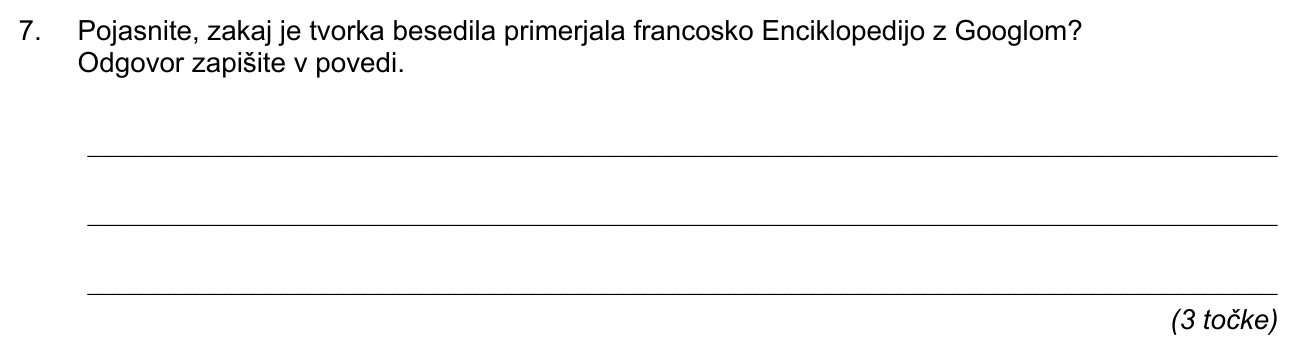 7. Pojasnite, zakaj je tvorka besedila primerjala francosko Enciklopedijo z Googlom?
Odgovor zapišite v povedi.
(3 točke)